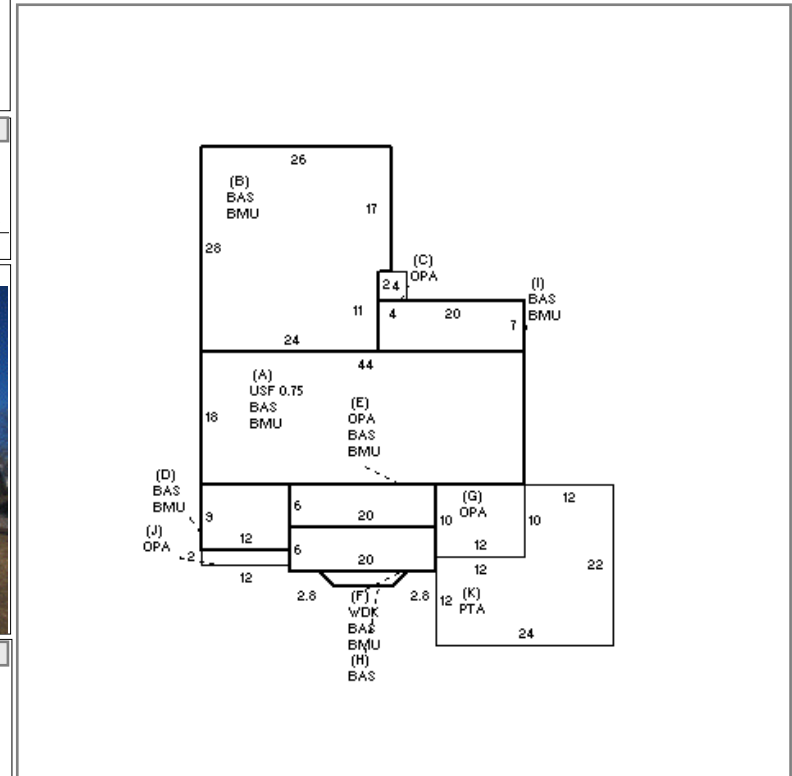 26
(B)
BAS
BMU
17
28
(C)
OPA
2 4
(I)
BAS
BMU
11
4
20
7
24
44
(A)
USF 0.75
BAS
BMU
18
(E)
OPA
BAS
BMU
(D)
BAS
BMU
9
12
6
20
(G)
OPA
10
12
12
10
22
(J)
OPA
2
12
6
20
12
12
(K)
PTA
24
2.8
2.8
(F)
WDK
BAS
BMU
(H)
BAS